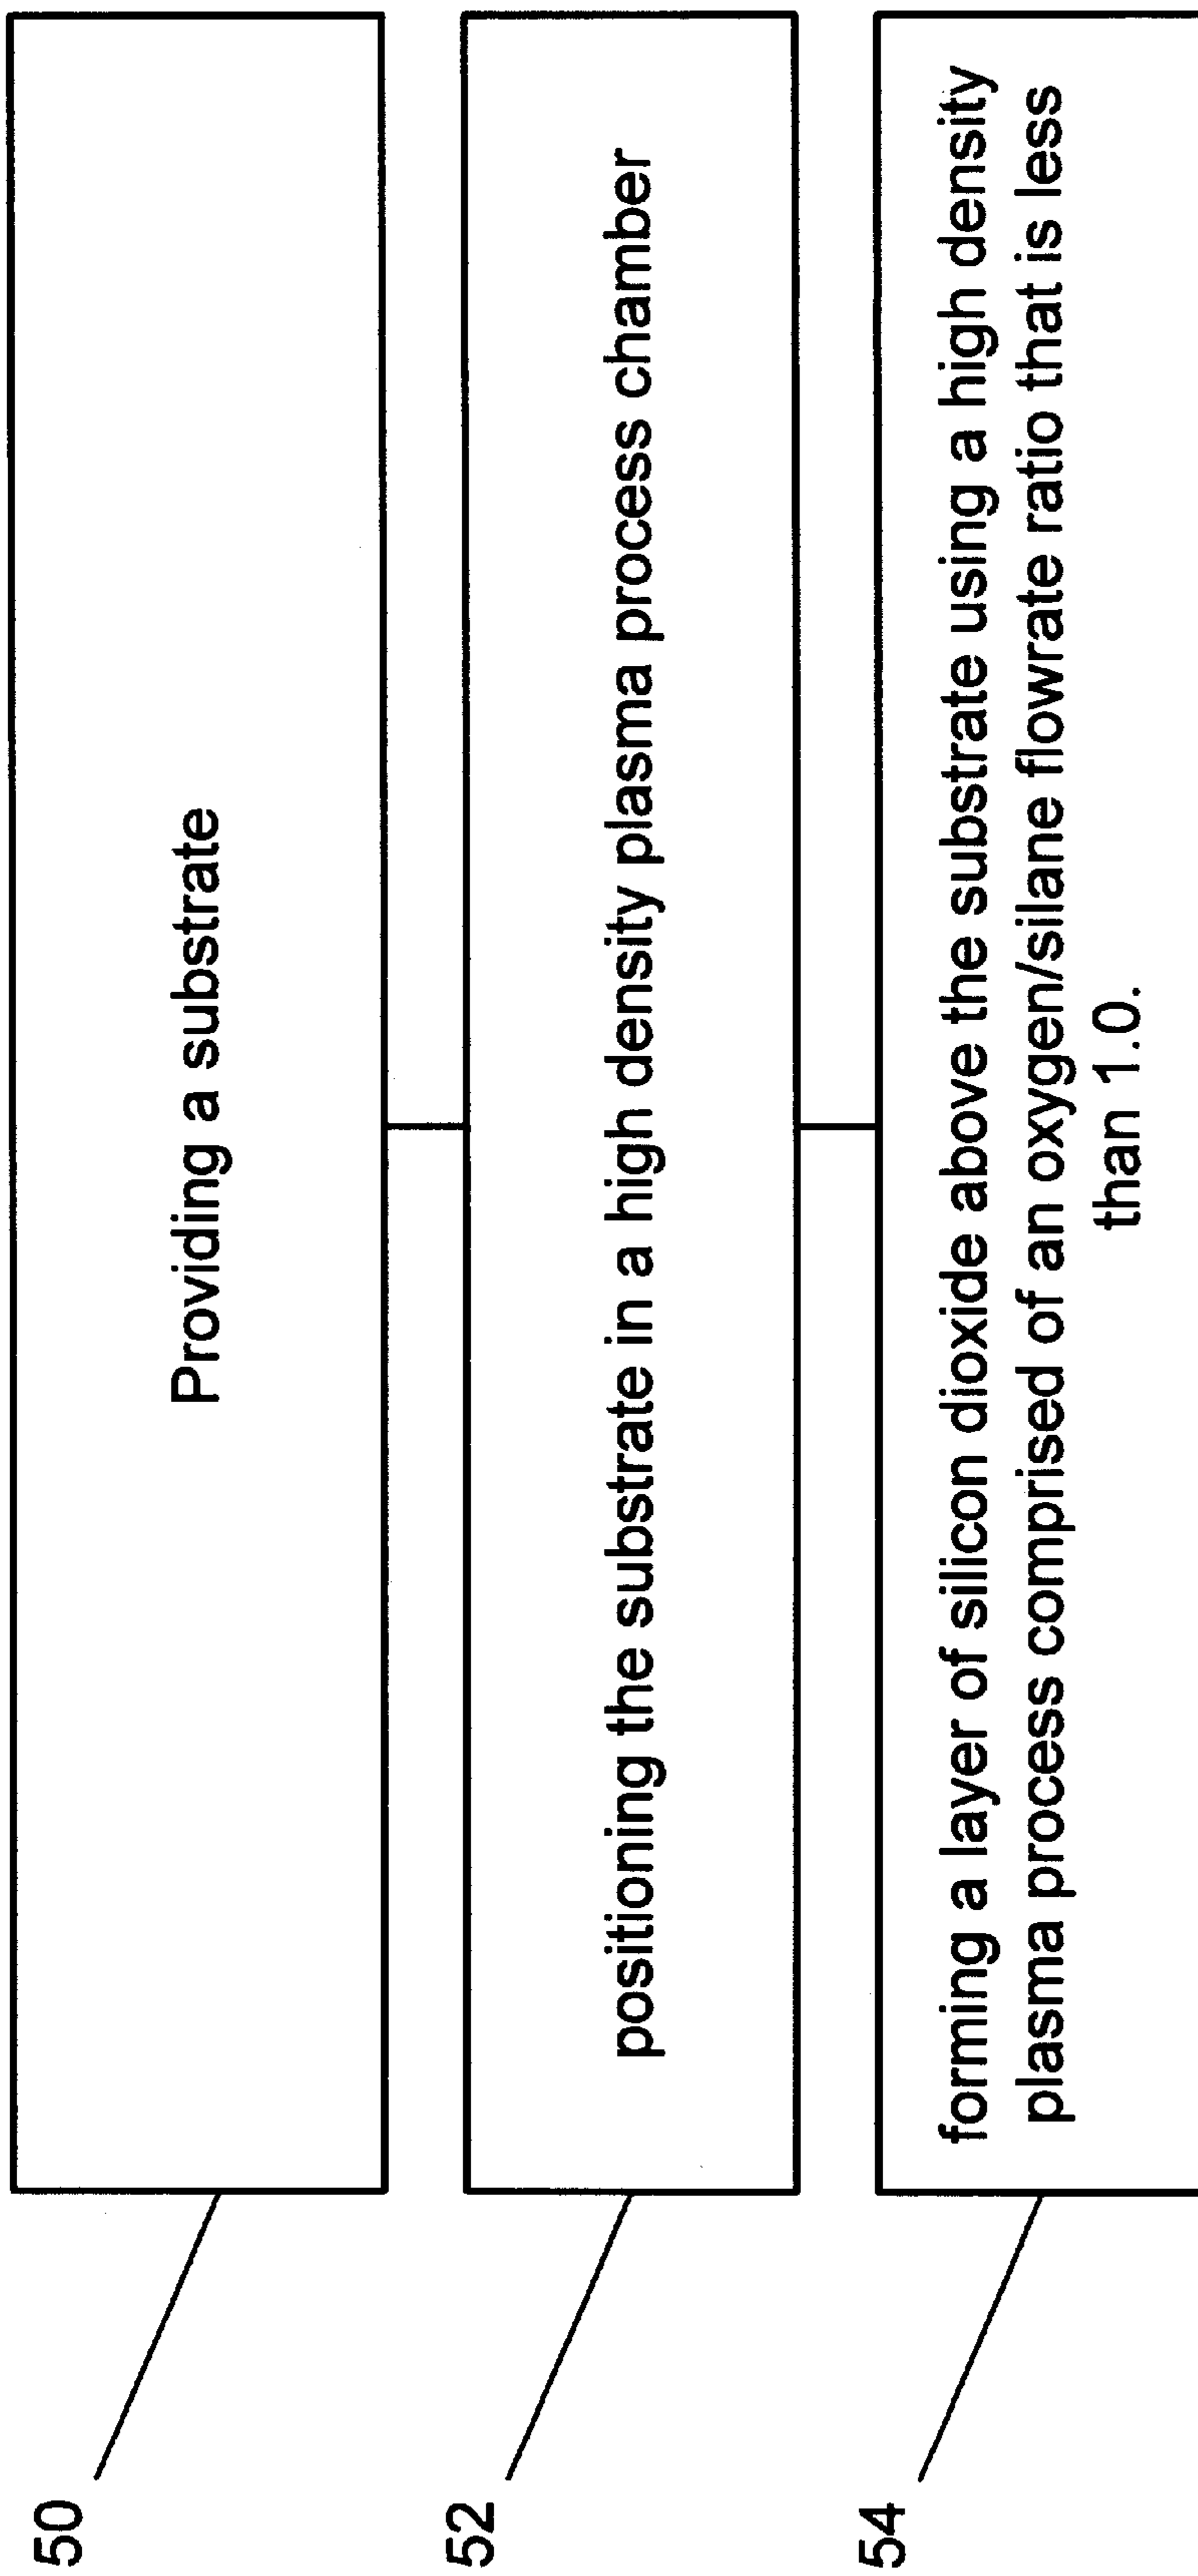 50
Providing a substrate
52
positioning the substrate in a high density plasma process chamber
54
forming a layer of silicon dioxide above the substrate using a high density
plasma process comprised of an oxygen/silane flowrate ratio that is less
than 1.0.